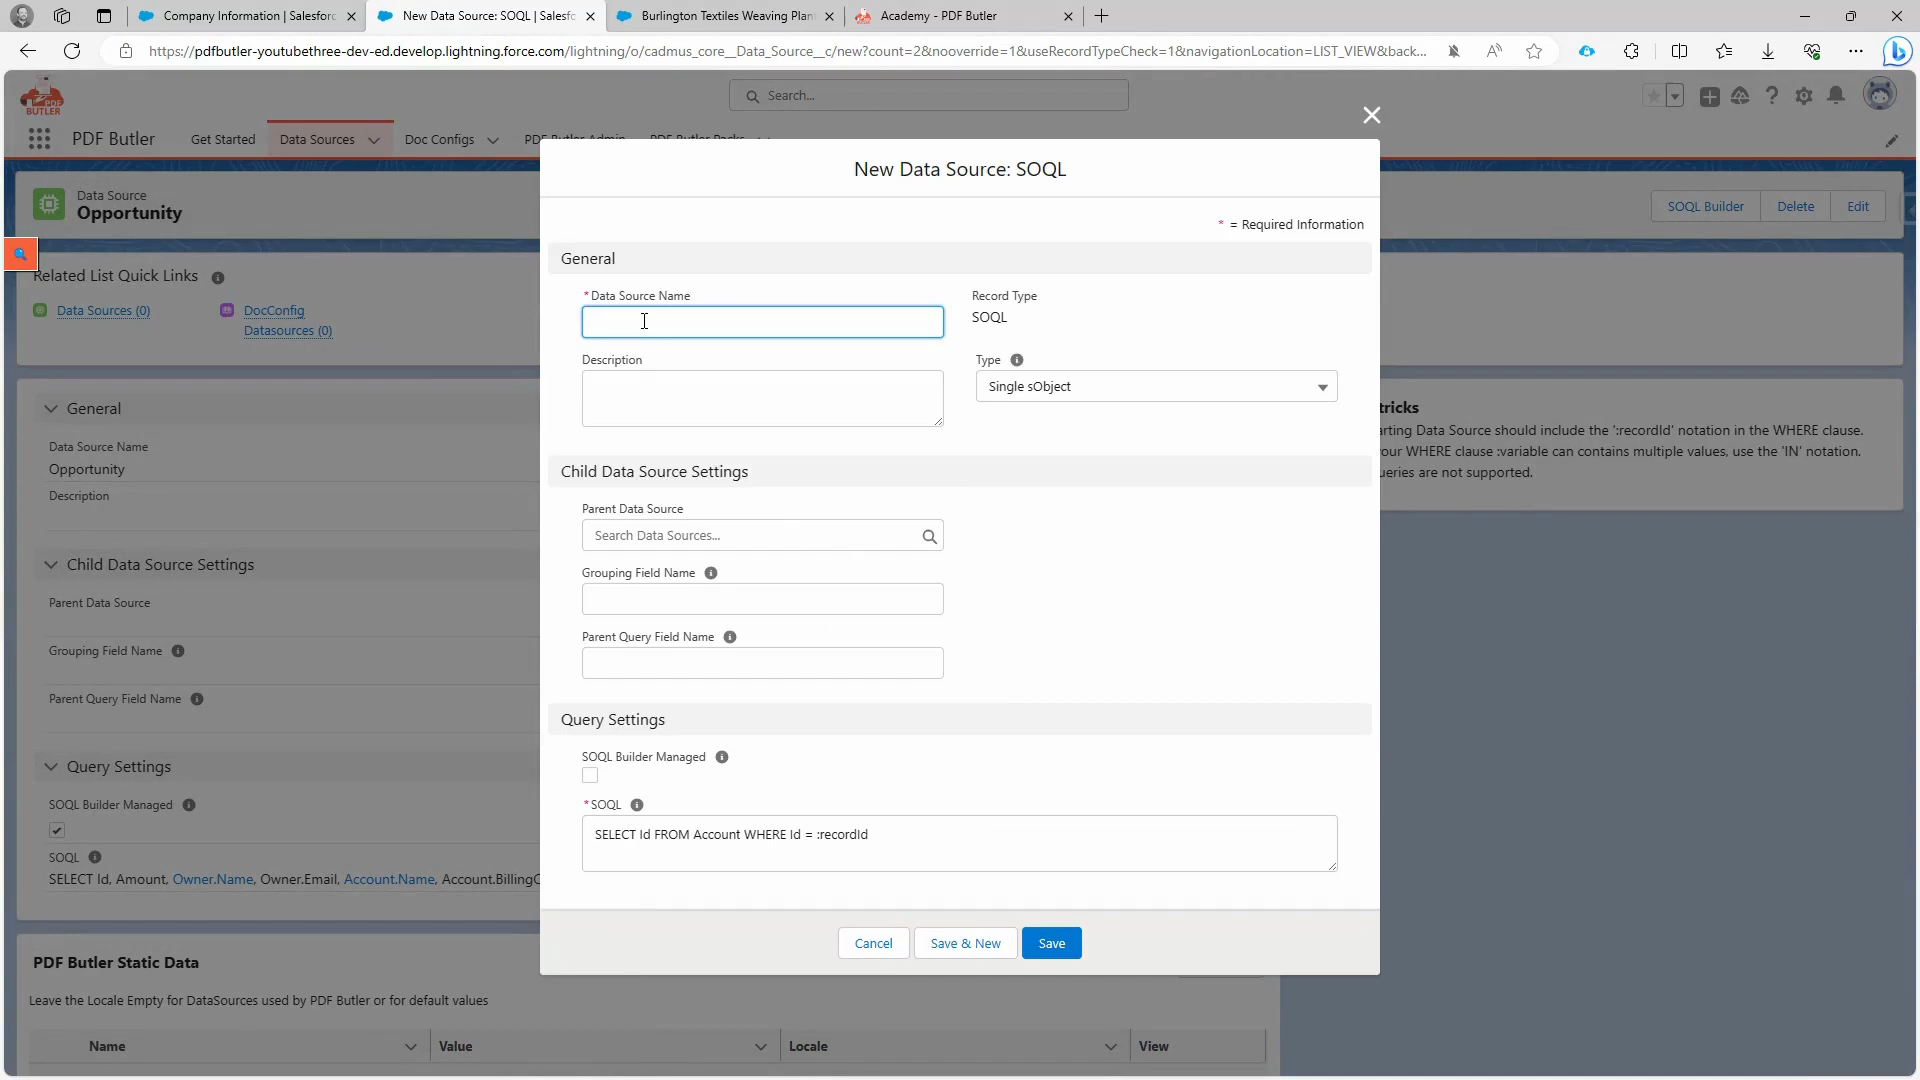 Company Information | Salesforc
New Data Source: SOQL | Salesfo
Burlington Textiles Weaving Plan
Academy - PDF Butler
https://pdfbutler-youtubethree-dev-ed.develop.lightning.force.com/lightning/o/cadmus_core__Data_Source__c/new?count=2&nooverride=1&useRecordTypeCheck=1&navigationLocation=LIST_VIEW&back...
PDF BUTLER
Search...
PDF Butler
Get Started
Data Sources
Doc Configs
PDF Butler Admin
PDF Butler Packs
Data Source
Opportunity
SOQL Builder
Delete
Edit
Related List Quick Links
Data Sources (0)
DocConfig
Datasources (0)
General
Data Source Name
Opportunity
Description
Child Data Source Settings
Parent Data Source
Grouping Field Name
Parent Query Field Name
Query Settings
SOQL Builder Managed
SOQL
SELECT Id, Amount, Owner.Name, Owner.Email, Account.Name, Account.BillingC
PDF Butler Static Data
Leave the Locale Empty for DataSources used by PDF Butler or for default values
Name
Value
Locale
View
New Data Source: SOQL
* = Required Information
General
*Data Source Name
Record Type
SOQL
Description
Type
Single sObject
Child Data Source Settings
Parent Data Source
Search Data Sources...
Grouping Field Name
Parent Query Field Name
Query Settings
SOQL Builder Managed
*SOQL
SELECT Id FROM Account WHERE Id = :recordId
Cancel
Save & New
Save
tricks
arting Data Source should include the ':recordId' notation in the WHERE clause.
our WHERE clause :variable can contains multiple values, use the 'IN' notation.
ueries are not supported.